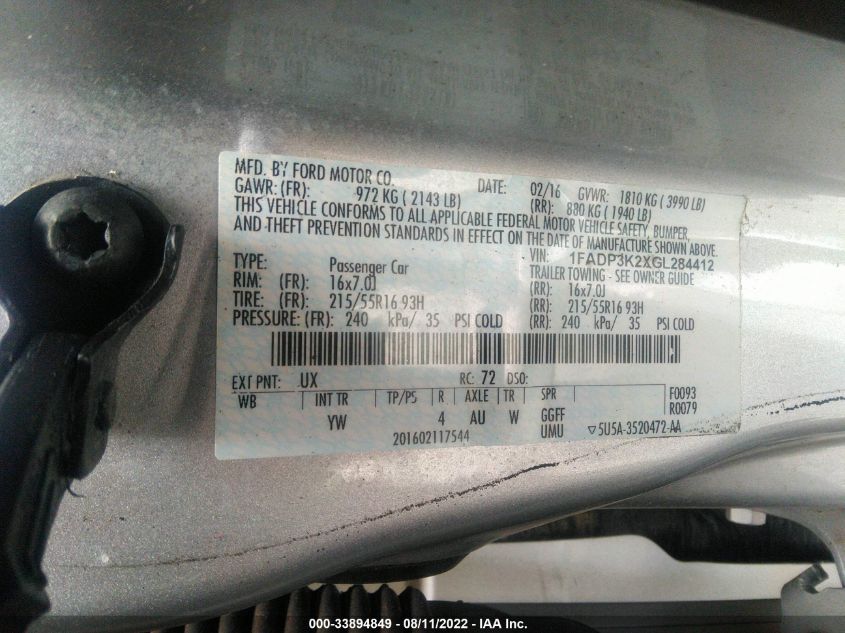 MFD. BY FORD MOTOR CO. DATE: 02/16 GVWR: 1810 KG ( 3990 LB)
GAWR: (FR): 972 KG ( 2143 LB) (RR): 880 KG ( 1940 LB)
THIS VEHICLE CONFORMS TO ALL APPLICABLE FEDERAL MOTOR VEHICLE SAFETY, BUMPER,
AND THEFT PREVENTION STANDARDS IN EFFECT ON THE DATE OF MANUFACTURE SHOWN ABOVE.
VIN: 1FADP3K2XGL284412
TYPE: Passenger Car TRAILER TOWING - SEE OWNER GUIDE
RIM: (FR): 16x7.0J (RR): 16x7.0J
TIRE: (FR): 215/55R16 93H (RR): 215/55R16 93H
PRESSURE: (FR): 240 kPa/ 35 PSI COLD (RR): 240 kPa/ 35 PSI COLD
EXT PNT: UX RC: 72 DSO:
WB INT TR TP/PS R AXLE TR SPR F0093
YW 4 AU W GGFF R0079
201602117544 UMU ▽5U5A-3520472-AA
000-33894849 - 08/11/2022 - IAA Inc.